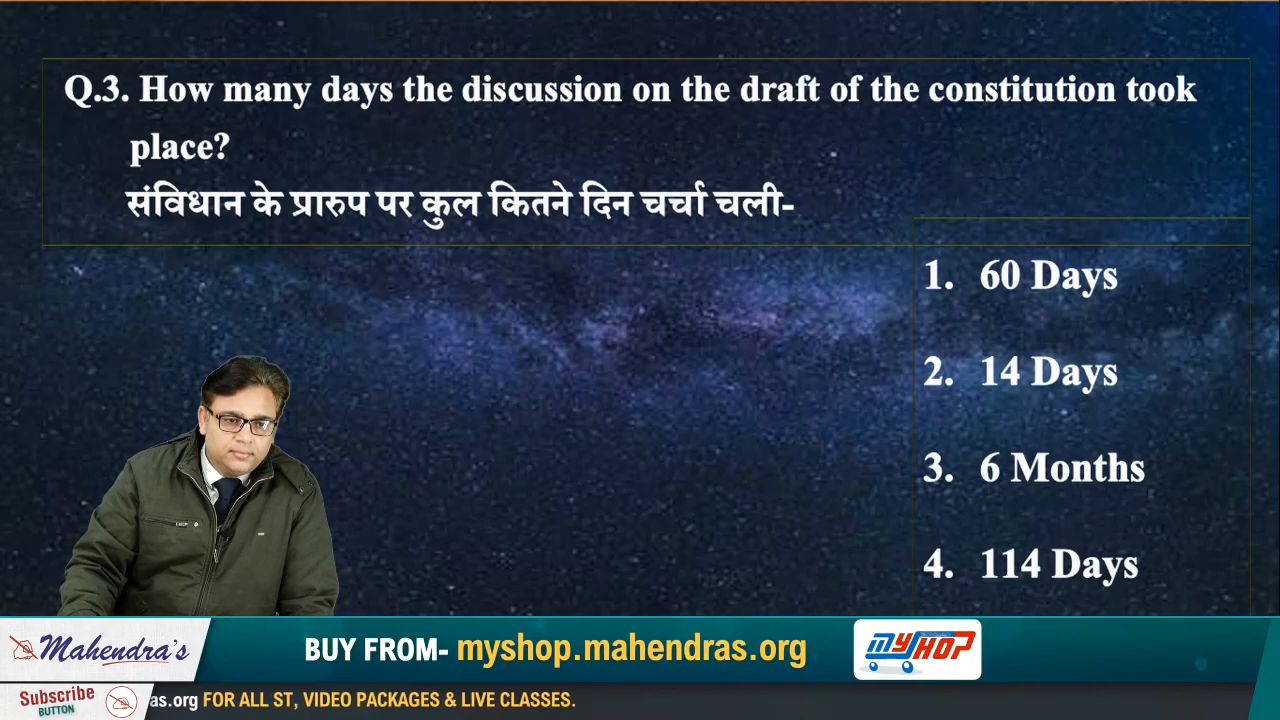 Q.3. How many days the discussion on the draft of the constitution took
place?
संविधान के प्रारुप पर कुल कितने दिन चर्चा चली-
1. 60 Days
2. 14 Days
3. 6 Months
4. 114 Days
Mahendra's
BUY FROM- myshop.mahendras.org
MY SHOP
Subscribe
BUTTON
as.org FOR ALL ST, VIDEO PACKAGES & LIVE CLASSES.